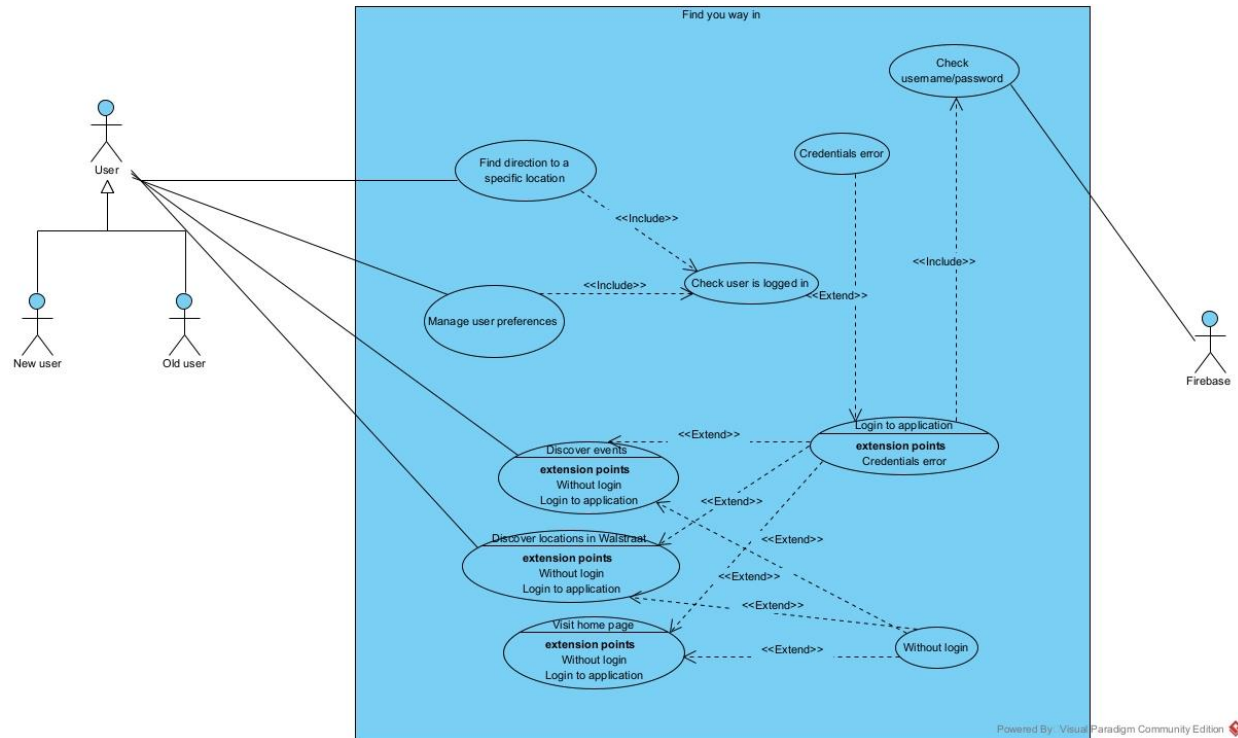 Find you way in
Check
username/password
Credentials error
User
Find direction to a
specific location
<<Include>>
<<Include>>
Check user is logged in
<<Include>>
<<Extend>>
New user
Old user
Manage user preferences
Firebase
Login to application
extension points
Credentials error
<<Extend>>
Discover events
extension points
Without login
Login to application
<<Extend>>
Discover locations in Walstraat
extension points
Without login
Login to application
<<Extend>>
<<Extend>>
<<Extend>>
Visit home page
extension points
Without login
Login to application
<<Extend>>
Without login
Powered By: Visual Paradigm Community Edition